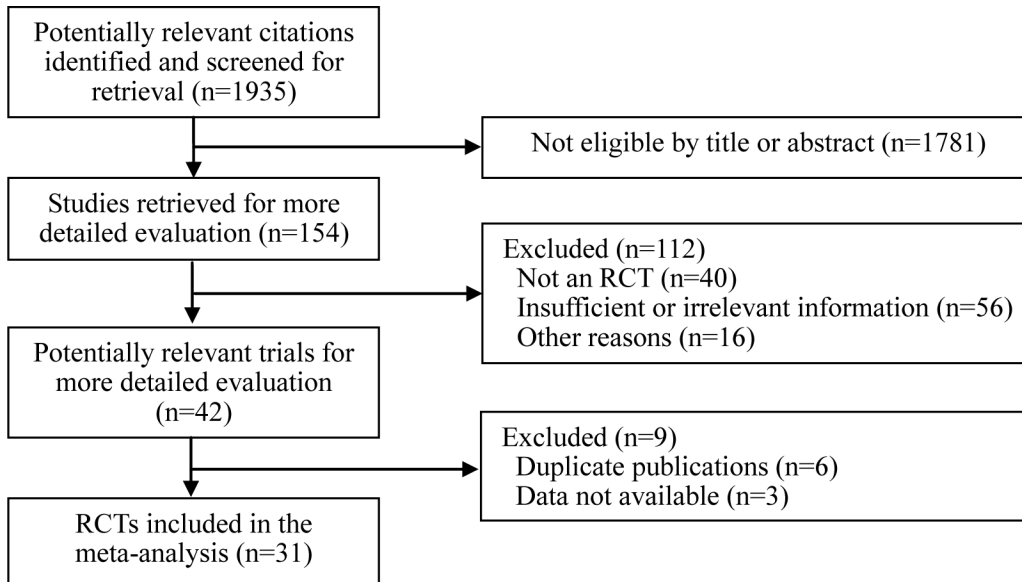 Potentially relevant citations
identified and screened for
retrieval (n=1935)
Not eligible by title or abstract (n=1781)
Studies retrieved for more
detailed evaluation (n=154)
Excluded (n=112)
Not an RCT (n=40)
Insufficient or irrelevant information (n=56)
Other reasons (n=16)
Potentially relevant trials for
more detailed evaluation
(n=42)
Excluded (n=9)
Duplicate publications (n=6)
Data not available (n=3)
RCTs included in the
meta-analysis (n=31)